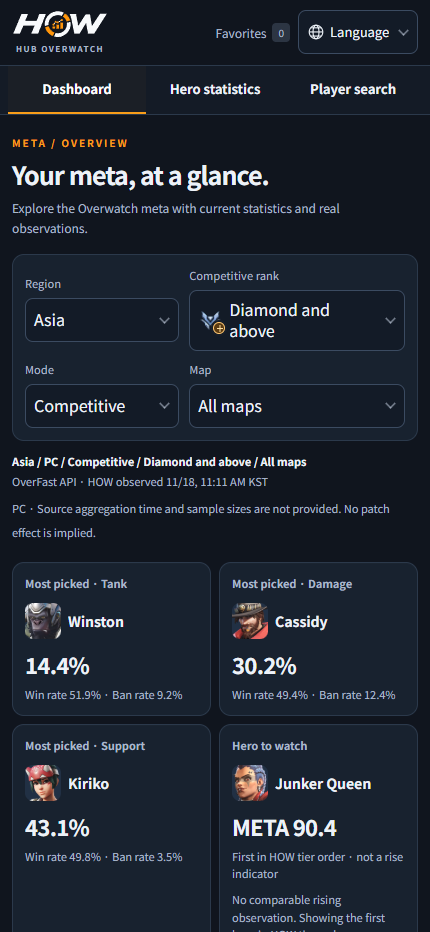 HOW
HUB OVERWATCH
Favorites 0
Language
Dashboard
Hero statistics
Player search
META / OVERVIEW
Your meta, at a glance.
Explore the Overwatch meta with current statistics and real
observations.
Region
Asia
Competitive rank
Diamond and
above
Mode
Competitive
Map
All maps
Asia / PC / Competitive / Diamond and above / All maps
OverFast API · HOW observed 11/18, 11:11 AM KST
PC · Source aggregation time and sample sizes are not provided. No patch
effect is implied.
Most picked · Tank
Winston
14.4%
Win rate 51.9% · Ban rate 9.2%
Most picked · Damage
Cassidy
30.2%
Win rate 49.4% · Ban rate 12.4%
Most picked · Support
Kiriko
43.1%
Win rate 49.8% · Ban rate 3.5%
Hero to watch
Junker Queen
META 90.4
First in HOW tier order · not a rise
indicator
No comparable rising
observation. Showing the first